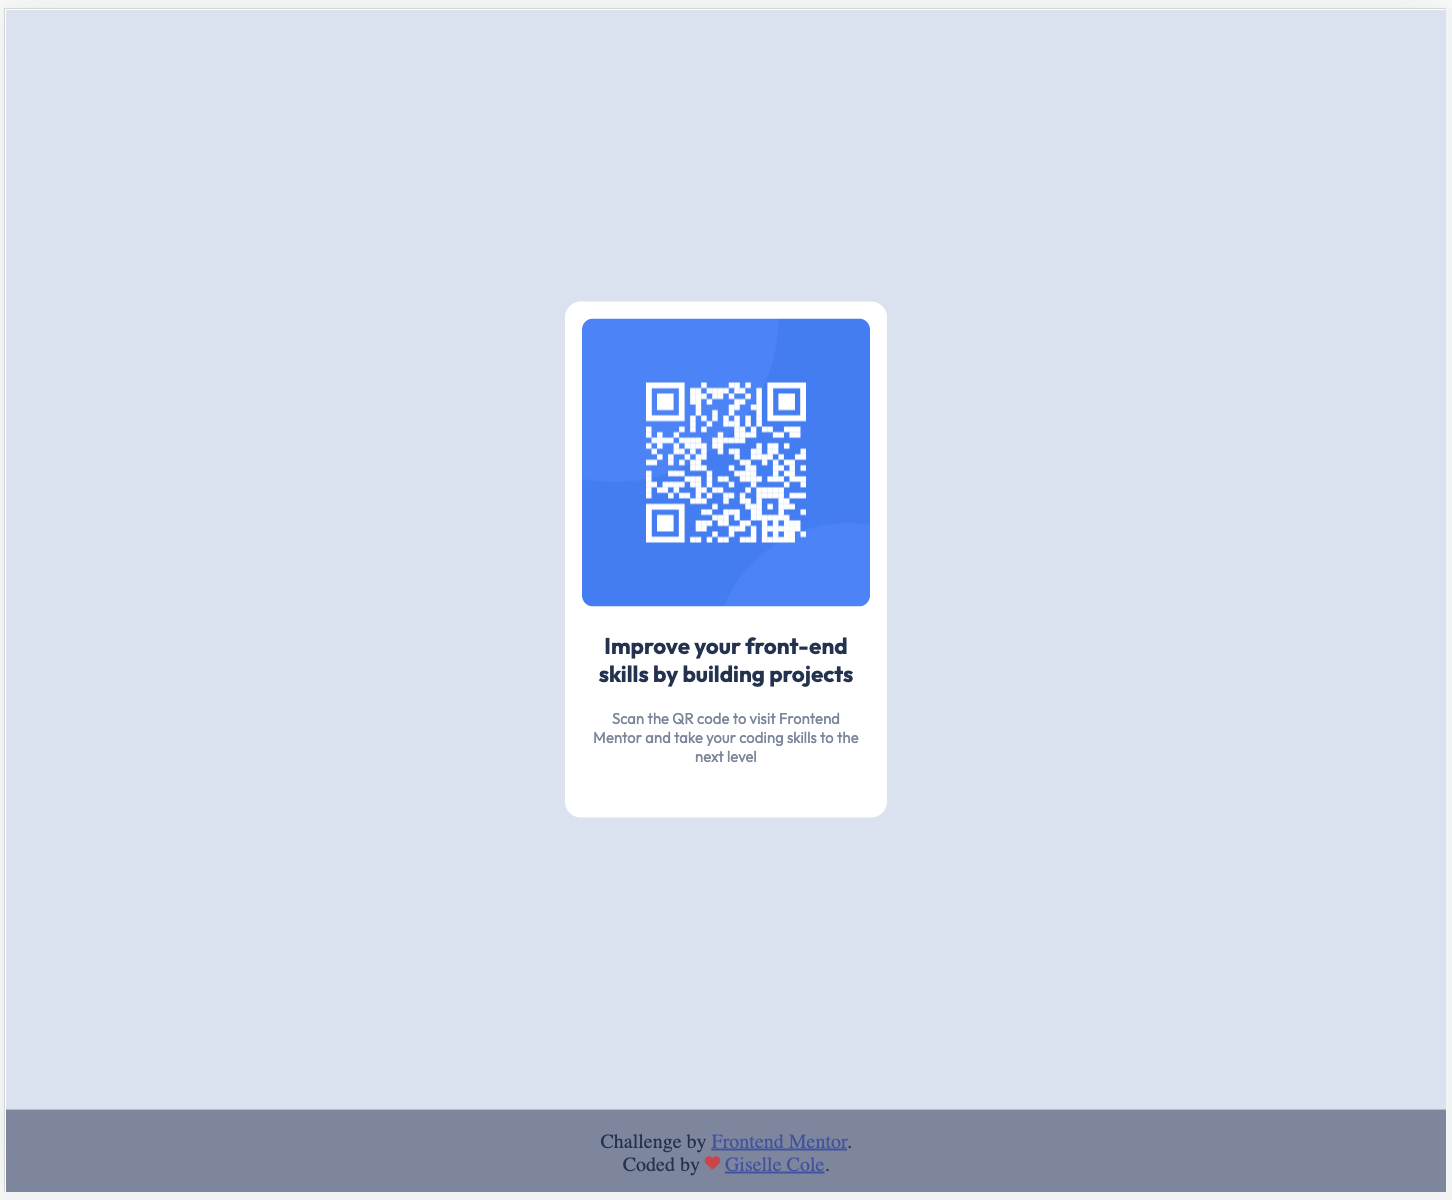 Improve your front-end
skills by building projects
Scan the QR code to visit Frontend
Mentor and take your coding skills to the
next level
Challenge by Frontend Mentor.
Coded by ❤ Giselle Cole.